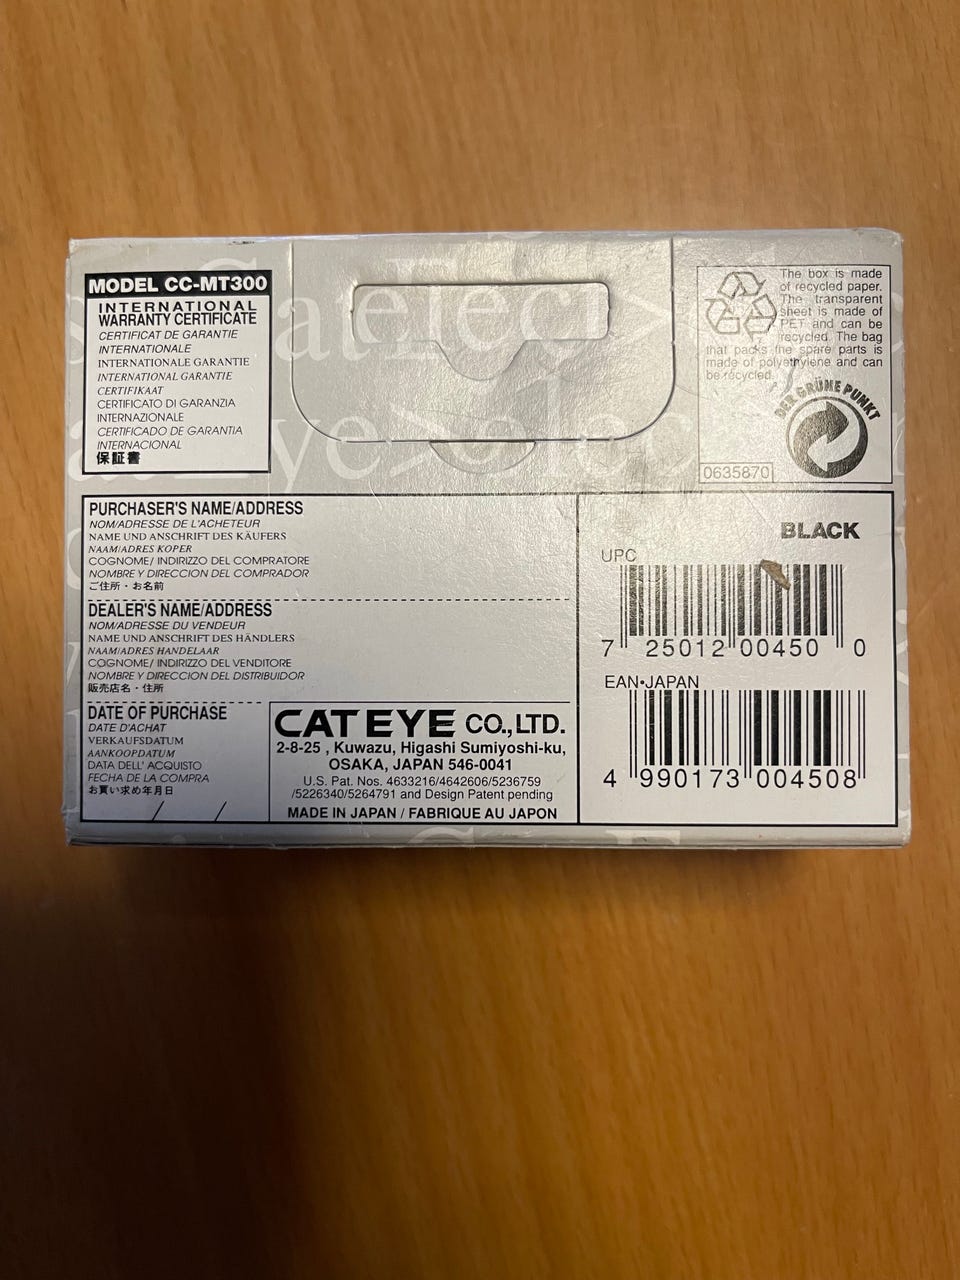 MODEL CC-MT300
INTERNATIONAL
WARRANTY CERTIFICATE
CERTIFICAT DE GARANTIE
INTERNATIONALE
INTERNATIONALE GARANTIE
INTERNATIONAL GARANTIE
CERTIFIKAAT
CERTIFICATO DI GARANZIA
INTERNAZIONALE
CERTIFICADO DE GARANTIA
INTERNACIONAL
保証書
The box is made
of recycled paper.
The transparent
sheet is made of
PET and can be
recycled. The bag
that packs the spare parts is
made of polyethylene and can
be recycled.
DER GRÜNE PUNKT
0635870
PURCHASER'S NAME/ADDRESS
NOM/ADRESSE DE L'ACHETEUR
NAME UND ANSCHRIFT DES KÄUFERS
NAAM/ADRES KOPER
COGNOME/ INDIRIZZO DEL COMPRATORE
NOMBRE Y DIRECCION DEL COMPRADOR
ご住所・お名前
DEALER'S NAME/ADDRESS
NOM/ADRESSE DU VENDEUR
NAME UND ANSCHRIFT DES HÄNDLERS
NAAM/ADRES HANDELAAR
COGNOME/ INDIRIZZO DEL VENDITORE
NOMBRE Y DIRECCION DEL DISTRIBUIDOR
販売店名・住所
DATE OF PURCHASE
DATE D'ACHAT
VERKAUFSDATUM
AANKOOPDATUM
DATA DELL' ACQUISTO
FECHA DE LA COMPRA
お買い求め年月日
/ /
CAT EYE CO.,LTD.
2-8-25 , Kuwazu, Higashi Sumiyoshi-ku,
OSAKA, JAPAN 546-0041
U.S. Pat. Nos. 4633216/4642606/5236759
/5226340/5264791 and Design Patent pending
MADE IN JAPAN / FABRIQUE AU JAPON
BLACK
UPC
7 25012 00450 0
EAN•JAPAN
4 990173 004508